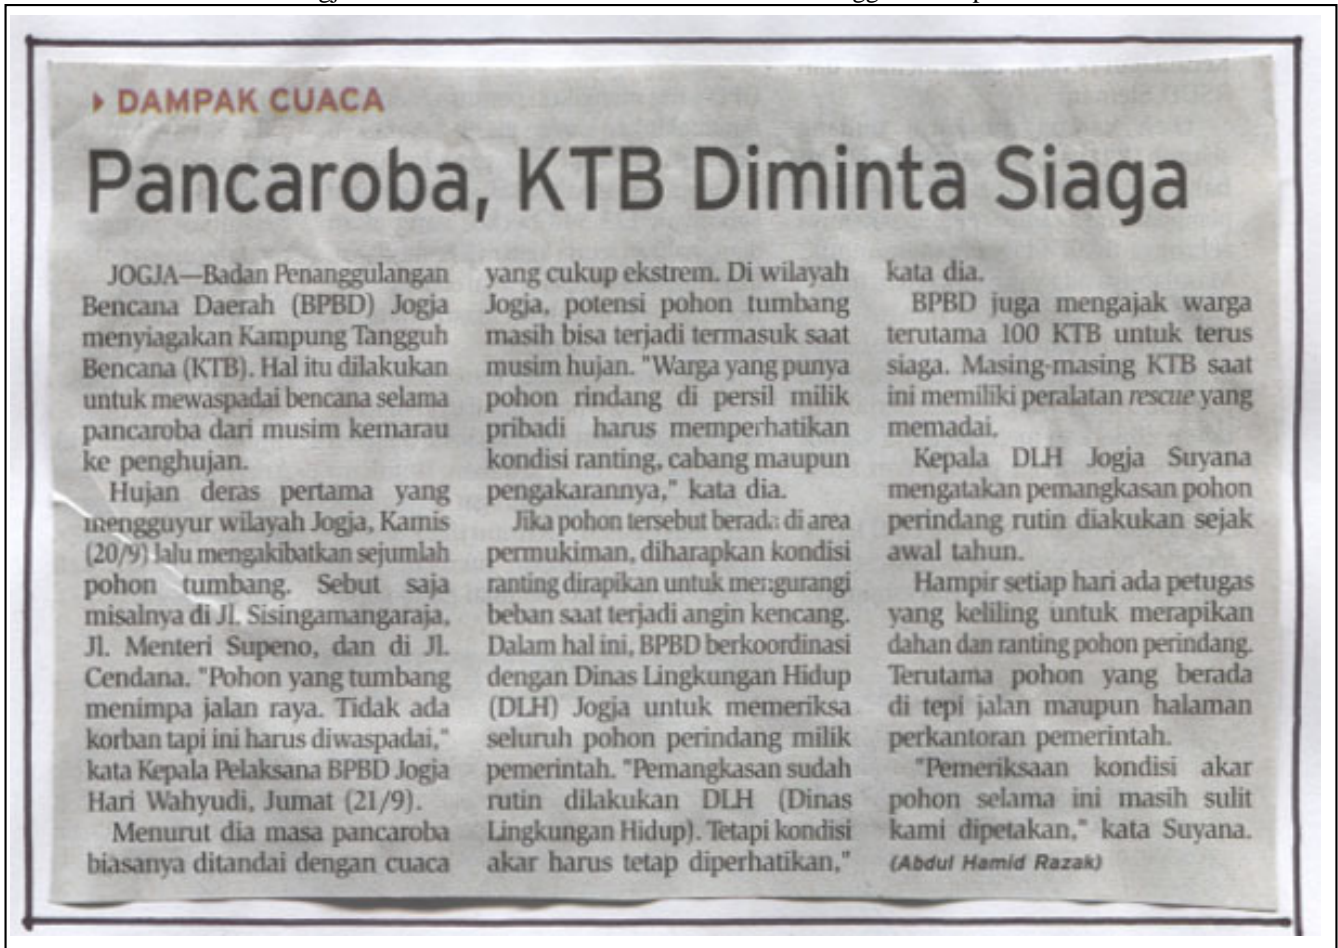 DAMPAK CUACA
Pancaroba, KTB Diminta Siaga
JOGJA—Badan Penanggulangan
Bencana Daerah (BPBD) Jogja
menyiagakan Kampung Tangguh
Bencana (KTB). Hal itu dilakukan
untuk mewaspadai bencana selama
pancaroba dari musim kemarau
ke penghujan.
Hujan deras pertama yang
mengguyur wilayah Jogja, Kamis
(20/9) lalu mengakibatkan sejumlah
pohon tumbang. Sebut saja
misalnya di Jl. Sisingamangaraja,
Jl. Menteri Supeno, dan di Jl.
Cendana. "Pohon yang tumbang
menimpa jalan raya. Tidak ada
korban tapi ini harus diwaspadai,"
kata Kepala Pelaksana BPBD Jogja
Hari Wahyudi, Jumat (21/9).
Menurut dia masa pancaroba
biasanya ditandai dengan cuaca
yang cukup ekstrem. Di wilayah
Jogja, potensi pohon tumbang
masih bisa terjadi termasuk saat
musim hujan. "Warga yang punya
pohon rindang di persil milik
pribadi harus memperhatikan
kondisi ranting, cabang maupun
pengakarannya," kata dia.
Jika pohon tersebut berada di area
permukiman, diharapkan kondisi
ranting dirapikan untuk mengurangi
beban saat terjadi angin kencang.
Dalam hal ini, BPBD berkoordinasi
dengan Dinas Lingkungan Hidup
(DLH) Jogja untuk memeriksa
seluruh pohon perindang milik
pemerintah. "Pemangkasan sudah
rutin dilakukan DLH (Dinas
Lingkungan Hidup). Tetapi kondisi
akar harus tetap diperhatikan,"
kata dia.
BPBD juga mengajak warga
terutama 100 KTB untuk terus
siaga. Masing-masing KTB saat
ini memiliki peralatan rescue yang
memadai.
Kepala DLH Jogja Suyana
mengatakan pemangkasan pohon
perindang rutin diakukan sejak
awal tahun.
Hampir setiap hari ada petugas
yang keliling untuk merapikan
dahan dan ranting pohon perindang.
Terutama pohon yang berada
di tepi jalan maupun halaman
perkantoran pemerintah.
"Pemeriksaan kondisi akar
pohon selama ini masih sulit
kami dipetakan," kata Suyana.
(Abdul Hamid Razak)